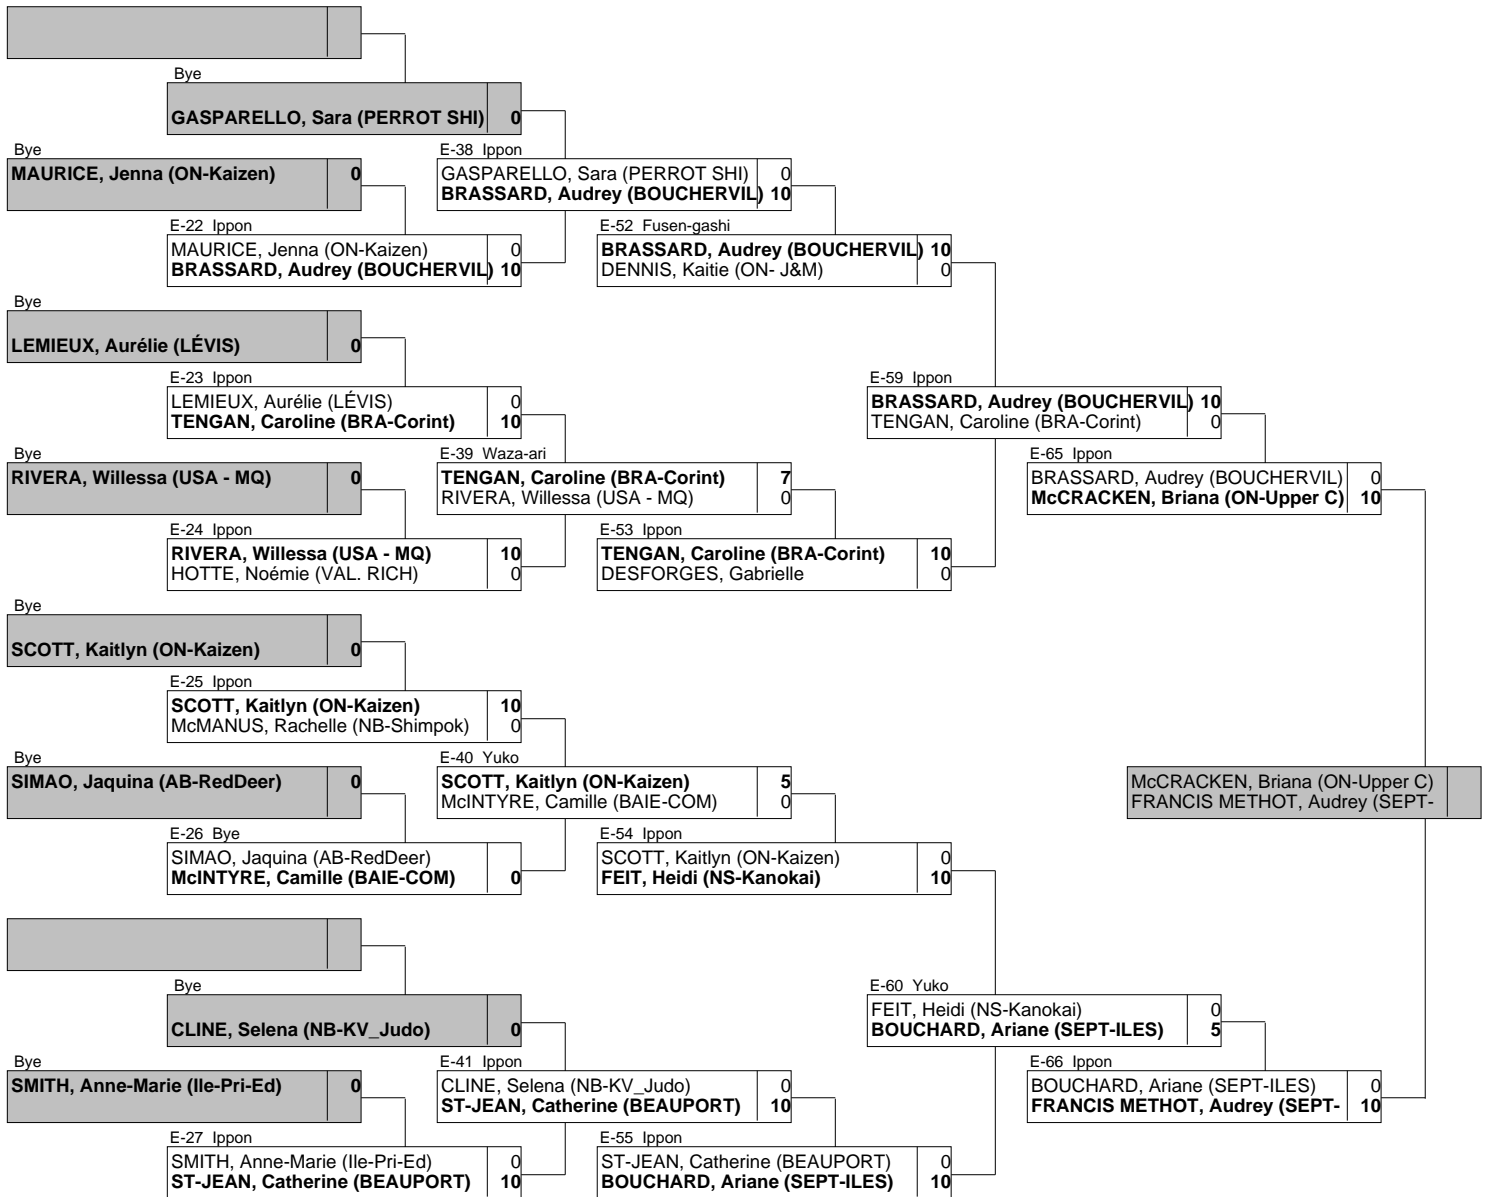 Bye
GASPARELLO, Sara (PERROT SHI) 0
Bye
MAURICE, Jenna (ON-Kaizen) 0
E-38 Ippon
GASPARELLO, Sara (PERROT SHI) 0
BRASSARD, Audrey (BOUCHERVIL) 10
E-22 Ippon
MAURICE, Jenna (ON-Kaizen) 0
BRASSARD, Audrey (BOUCHERVIL) 10
E-52 Fusen-gashi
BRASSARD, Audrey (BOUCHERVIL) 10
DENNIS, Kaitie (ON- J&M) 0
Bye
LEMIEUX, Aurélie (LÉVIS) 0
E-23 Ippon
LEMIEUX, Aurélie (LÉVIS) 0
TENGAN, Caroline (BRA-Corint) 10
E-59 Ippon
BRASSARD, Audrey (BOUCHERVIL) 10
TENGAN, Caroline (BRA-Corint) 0
Bye
RIVERA, Willessa (USA - MQ) 0
E-39 Waza-ari
TENGAN, Caroline (BRA-Corint) 7
RIVERA, Willessa (USA - MQ) 0
E-65 Ippon
BRASSARD, Audrey (BOUCHERVIL) 0
McCRACKEN, Briana (ON-Upper C) 10
E-24 Ippon
RIVERA, Willessa (USA - MQ) 10
HOTTE, Noémie (VAL. RICH) 0
E-53 Ippon
TENGAN, Caroline (BRA-Corint) 10
DESFORGES, Gabrielle 0
Bye
SCOTT, Kaitlyn (ON-Kaizen) 0
E-25 Ippon
SCOTT, Kaitlyn (ON-Kaizen) 10
McMANUS, Rachelle (NB-Shimpok) 0
Bye
SIMAO, Jaquina (AB-RedDeer) 0
E-40 Yuko
SCOTT, Kaitlyn (ON-Kaizen) 5
McINTYRE, Camille (BAIE-COM) 0
McCRACKEN, Briana (ON-Upper C)
FRANCIS METHOT, Audrey (SEPT-
E-26 Bye
SIMAO, Jaquina (AB-RedDeer)
McINTYRE, Camille (BAIE-COM) 0
E-54 Ippon
SCOTT, Kaitlyn (ON-Kaizen) 0
FEIT, Heidi (NS-Kanokai) 10
Bye
CLINE, Selena (NB-KV_Judo) 0
E-60 Yuko
FEIT, Heidi (NS-Kanokai) 0
BOUCHARD, Ariane (SEPT-ILES) 5
Bye
SMITH, Anne-Marie (Ile-Pri-Ed) 0
E-41 Ippon
CLINE, Selena (NB-KV_Judo) 0
ST-JEAN, Catherine (BEAUPORT) 10
E-66 Ippon
BOUCHARD, Ariane (SEPT-ILES) 0
FRANCIS METHOT, Audrey (SEPT- 10
E-27 Ippon
SMITH, Anne-Marie (Ile-Pri-Ed) 0
ST-JEAN, Catherine (BEAUPORT) 10
E-55 Ippon
ST-JEAN, Catherine (BEAUPORT) 0
BOUCHARD, Ariane (SEPT-ILES) 10